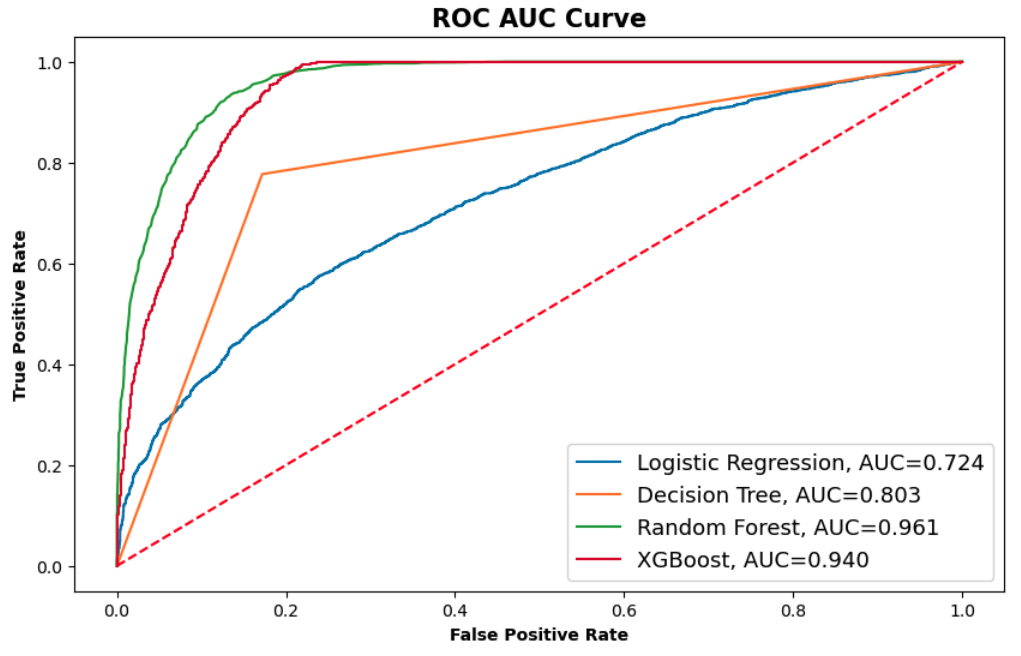 ROC AUC Curve
True Positive Rate
1.0
0.8
0.6
0.4
0.2
0.0
Logistic Regression, AUC=0.724
Decision Tree, AUC=0.803
Random Forest, AUC=0.961
XGBoost, AUC=0.940
0.0 0.2 0.4 0.6 0.8 1.0
False Positive Rate